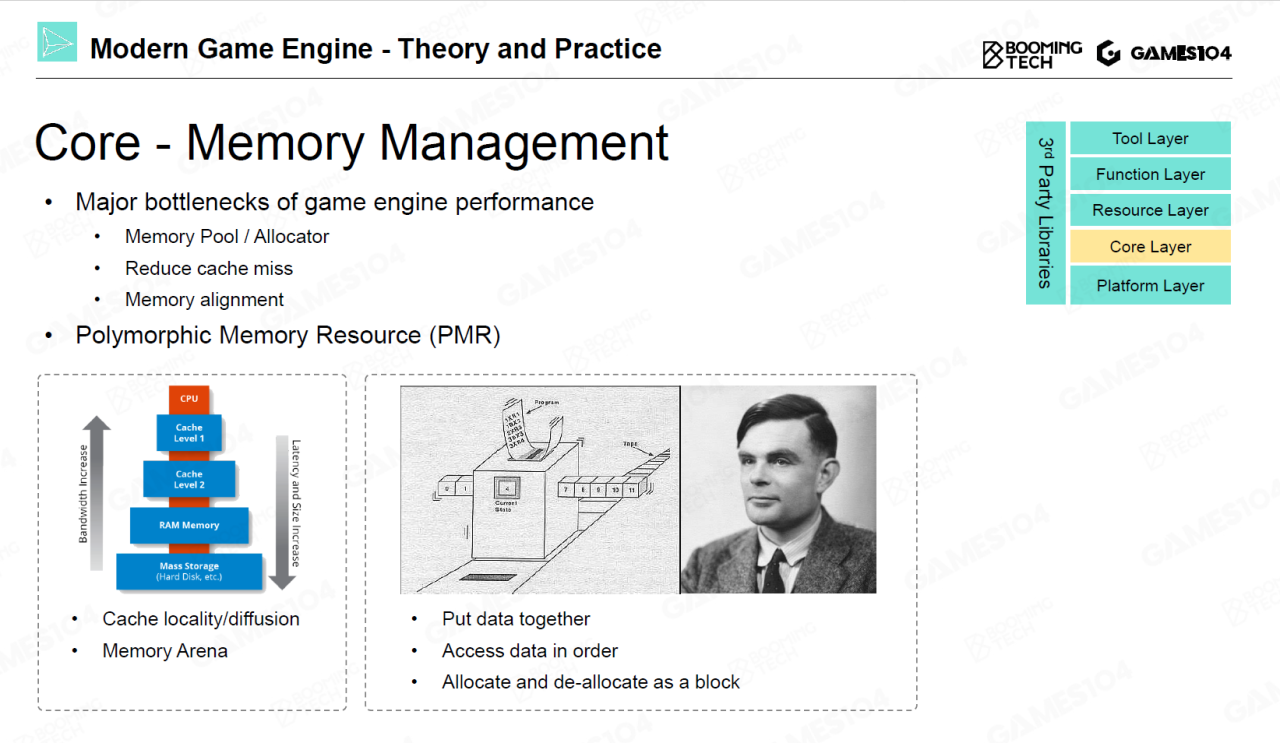 Modern Game Engine - Theory and Practice
BOOMING
TECH
GAMES104
Core - Memory Management
• Major bottlenecks of game engine performance
• Memory Pool / Allocator
• Reduce cache miss
• Memory alignment
• Polymorphic Memory Resource (PMR)
3rd Party Libraries
Tool Layer
Function Layer
Resource Layer
Core Layer
Platform Layer
Bandwidth Increase
CPU
Cache
Level 1
Cache
Level 2
RAM Memory
Mass Storage
(Hard Disk, etc.)
Latency and Size Increase
• Cache locality/diffusion
• Memory Arena
Program
Tape
0 1
4
Current
State
7 8 9 10 11
• Put data together
• Access data in order
• Allocate and de-allocate as a block